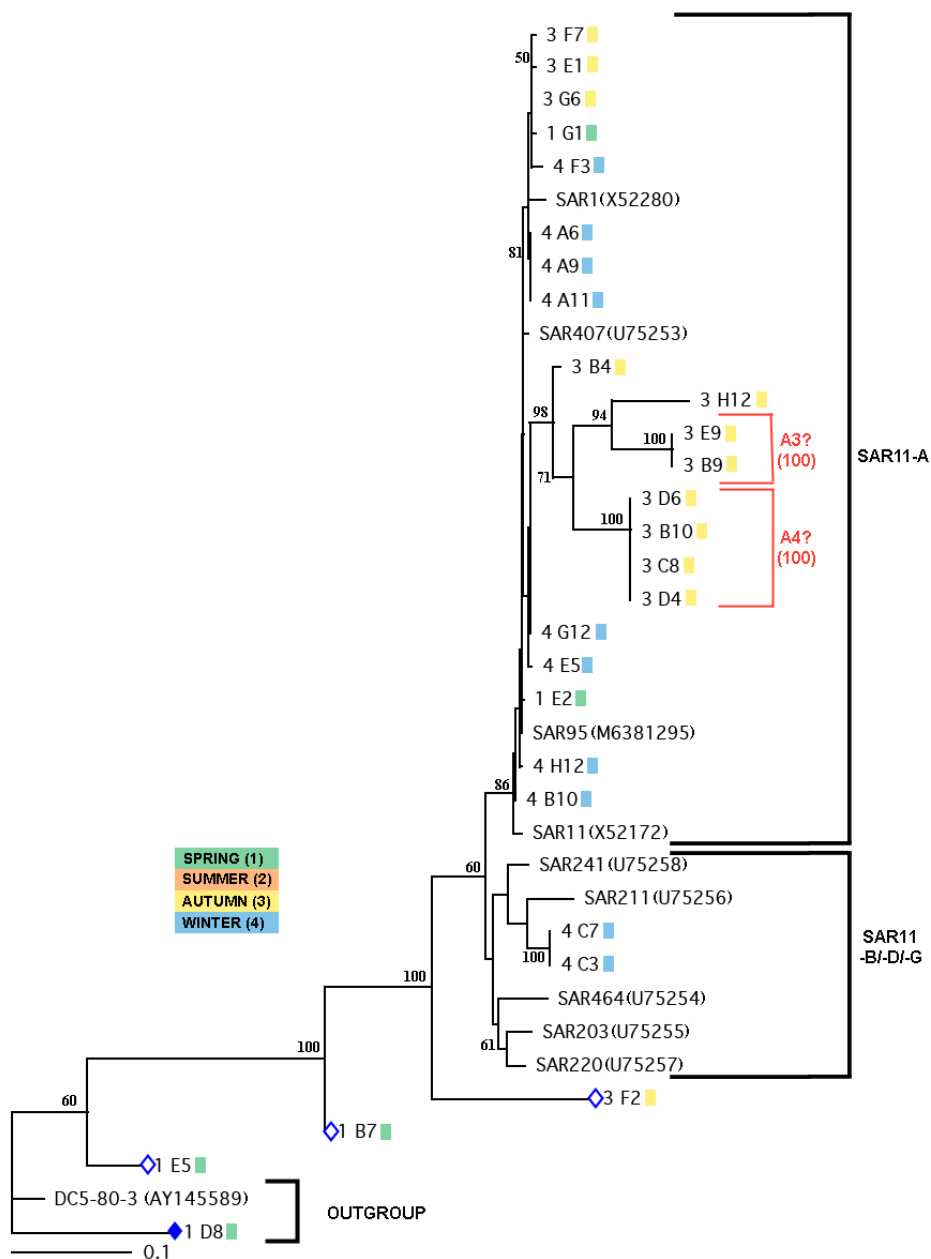 50
3 F7
3 E1
3 G6
1 G1
4 F3
SAR1(X52280)
4 A6
81
4 A9
4 A11
SAR407(U75253)
3 B4
3 H12
98
94
3 E9
A3?
100
3 B9
(100)
SAR11-A
71
3 D6
100
3 B10
A4?
3 C8
(100)
3 D4
4 G12
4 E5
1 E2
SAR95(M6381295)
4 H12
86
4 B10
SAR11(X52172)
SPRING (1)
SUMMER (2)
AUTUMN (3)
WINTER (4)
60
SAR241(U75258)
SAR211(U75256)
4 C7
SAR11
-B/-D/-G
100
4 C3
100
SAR464(U75254)
SAR203(U75255)
61
SAR220(U75257)
100
3 F2
60
1 B7
1 E5
DC5-80-3 (AY145589)
OUTGROUP
1 D8
0.1